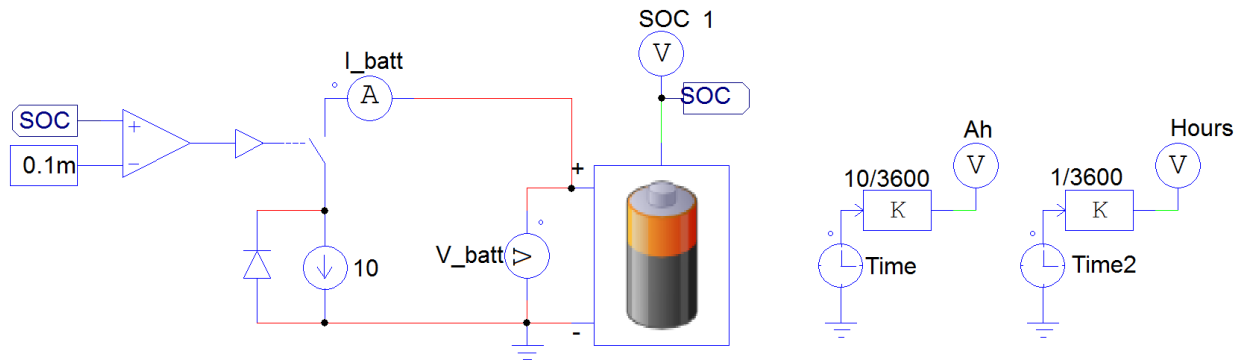 SOC 1
I_batt
A
V
SOC
SOC
+
-
0.1m
Ah
Hours
V
V
10/3600
1/3600
K
K
+
V_batt
V
10
Time
Time2
-